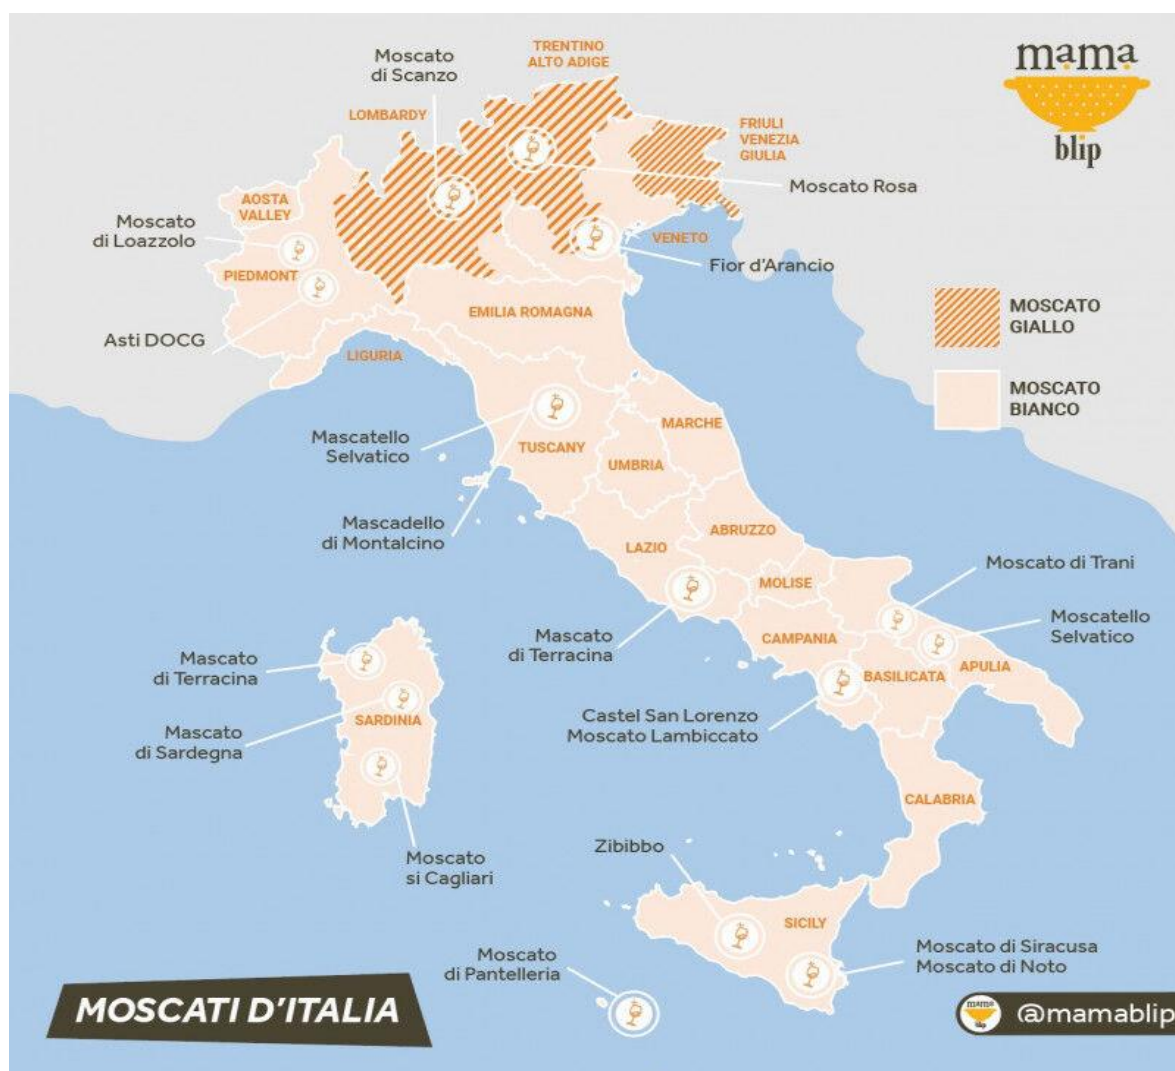 mama
blip
TRENTINO
ALTO ADIGE
Moscato
di Scanzo
LOMBARDY
FRIULI
VENEZIA
GIULIA
Moscato Rosa
AOSTA
VALLEY
Moscato
di Loazzolo
VENETO
Fior d'Arancio
PIEDMONT
Asti DOCG
EMILIA ROMAGNA
LIGURIA
MOSCATO
GIALLO
MOSCATO
BIANCO
MARCHE
Mascatello
Selvatico
TUSCANY
UMBRIA
Mascadello
di Montalcino
ABRUZZO
LAZIO
MOLISE
Moscato di Trani
Moscatello
Selvatico
Mascato
di Terracina
CAMPANIA
BASILICATA
APULIA
Mascato
di Terracina
SARDINIA
Mascato
di Sardegna
Castel San Lorenzo
Moscato Lambiccato
CALABRIA
Moscato
si Cagliari
Zibibbo
SICILY
Moscato
di Pantelleria
Moscato di Siracusa
Moscato di Noto
MOSCATI D'ITALIA
mama
@mamablip